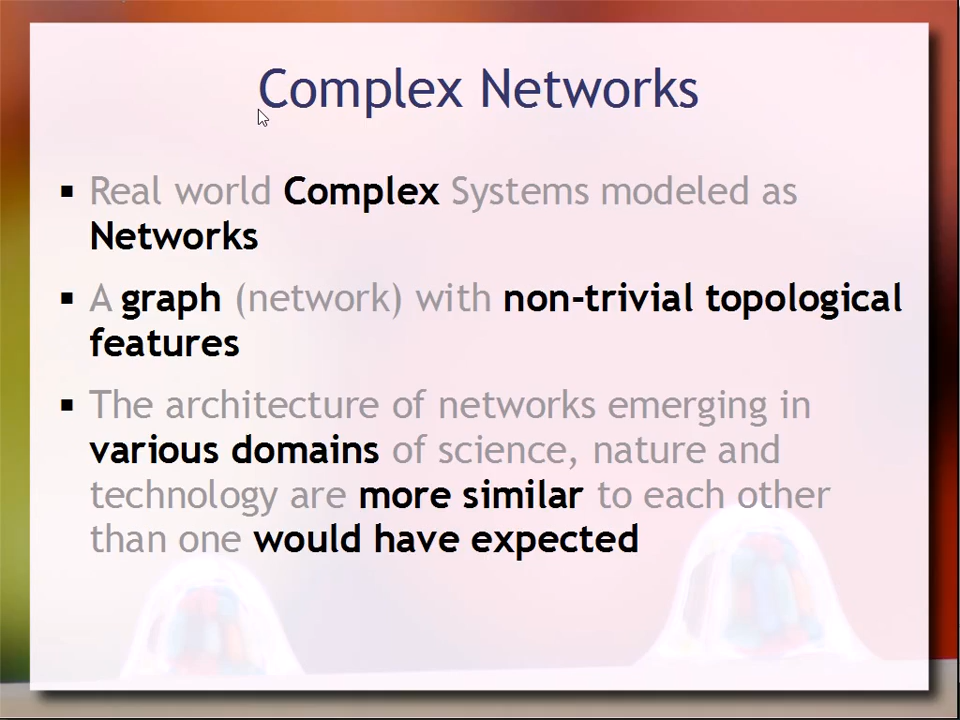 Complex Networks
Real world Complex Systems modeled as
Networks
A graph (network) with non-trivial topological
features
The architecture of networks emerging in
various domains of science, nature and
technology are more similar to each other
than one would have expected